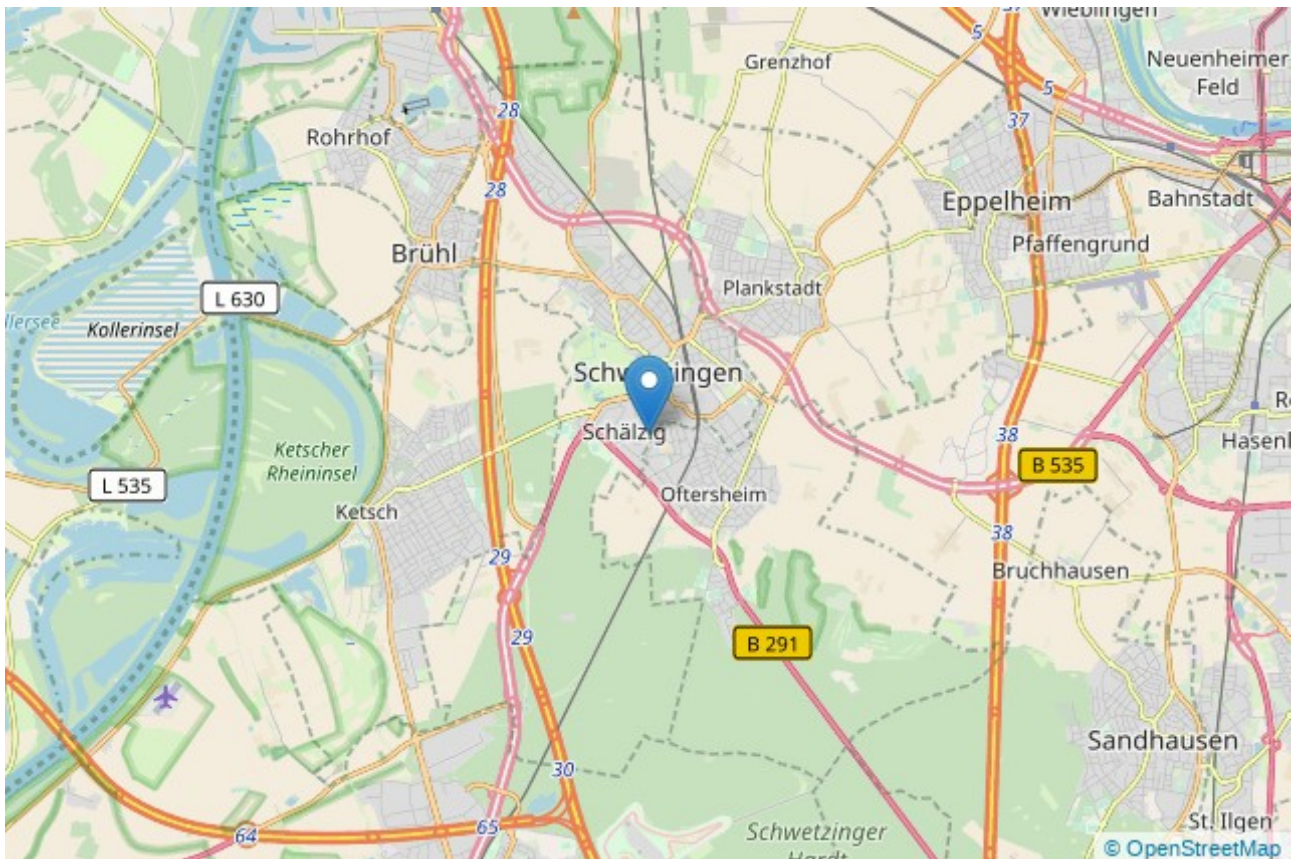 Wieblingen
5
37
5
Grenzhof
Neuenheimer
Feld
28
37
Rohrhof
28
Eppelheim
Bahnstadt
Pfaffengrund
Brühl
Plankstadt
L 630
Kollerinsel
Schälzig
Ketscher
Rheininsel
38
B 535
L 535
Oftersheim
Ketsch
38
29
Bruchhausen
29
B 291
Sandhausen
30
64
65
Schwetzinger
Hardt
St. Ilgen
© OpenStreetMap